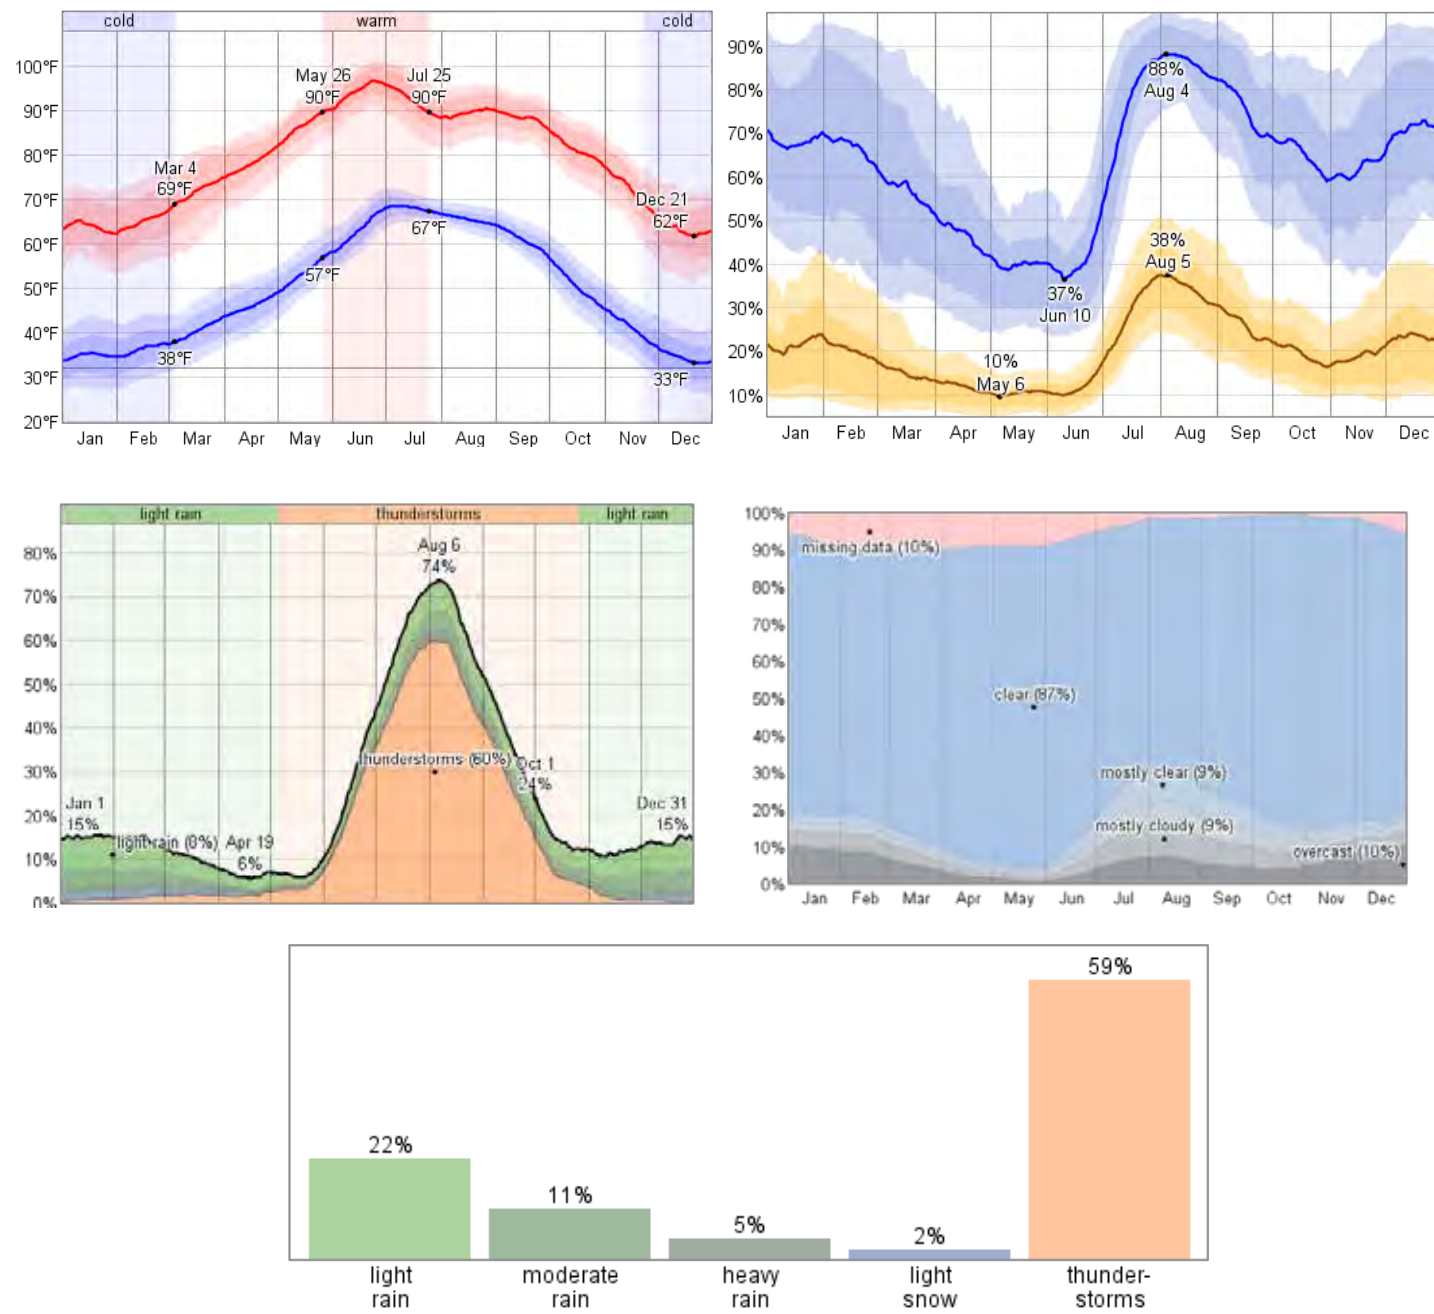 cold warm cold
100°F
90°F
80°F
70°F
60°F
50°F
40°F
30°F
20°F
May 26
90°F
Jul 25
90°F
Mar 4
69°F
Dec 21
62°F
67°F
57°F
38°F
33°F
Jan Feb Mar Apr May Jun Jul Aug Sep Oct Nov Dec
90%
80%
70%
60%
50%
40%
30%
20%
10%
88%
Aug 4
38%
Aug 5
37%
Jun 10
10%
May 6
Jan Feb Mar Apr May Jun Jul Aug Sep Oct Nov Dec
light rain thunderstorms light rain
80%
70%
60%
50%
40%
30%
20%
10%
0%
Aug 6
74%
thunderstorms (60%)
Oct 1
24%
Jan 1
15%
light rain (8%)
Apr 19
6%
Dec 31
15%
100%
90%
80%
70%
60%
50%
40%
30%
20%
10%
0%
missing data (10%)
clear (87%)
mostly clear (9%)
mostly cloudy (9%)
overcast (10%)
Jan Feb Mar Apr May Jun Jul Aug Sep Oct Nov Dec
22%
11%
5%
2%
59%
light
rain
moderate
rain
heavy
rain
light
snow
thunder-
storms